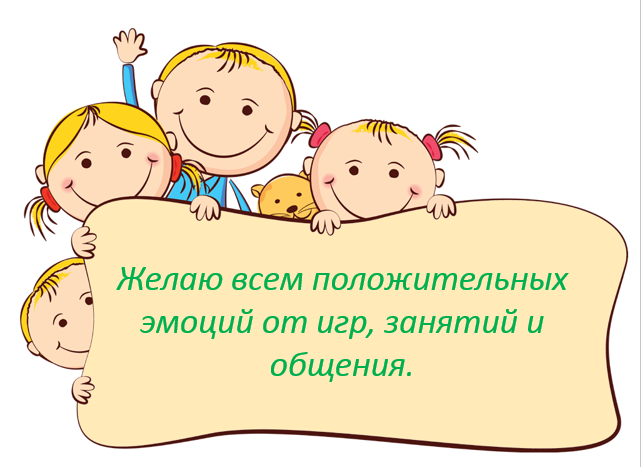 Желаю всем положительных
эмоций от игр, занятий и
общения.